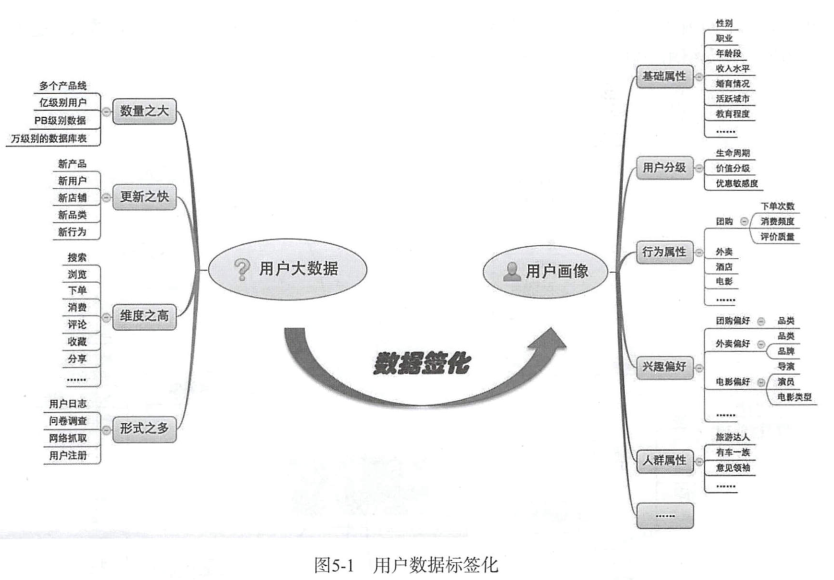 多个产品线
亿级别用户
PB级别数据
万级别的数据库表
数量之大
新产品
新用户
新店铺
新品类
新行为
更新之快
搜索
浏览
下单
消费
评论
收藏
分享
……
维度之高
用户日志
问卷调查
网络抓取
用户注册
形式之多
用户大数据
数据签化
用户画像
基础属性
性别
职业
年龄段
收入水平
婚育情况
活跃城市
教育程度
……
用户分级
生命周期
价值分级
优惠敏感度
行为属性
团购
下单次数
消费频度
评价质量
外卖
酒店
电影
……
兴趣偏好
团购偏好
品类
外卖偏好
品类
品牌
电影偏好
导演
演员
电影类型
……
人群属性
旅游达人
有车一族
意见领袖
……
……
图5-1 用户数据标签化